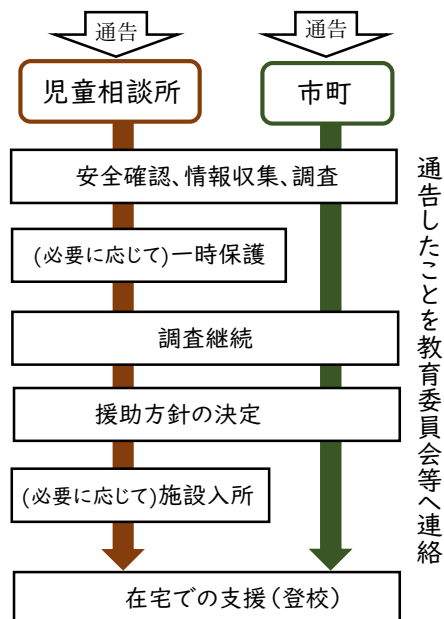 通告
通告
児童相談所
市町
安全確認、情報収集、調査
(必要に応じて)一時保護
調査継続
援助方針の決定
(必要に応じて)施設入所
在宅での支援(登校)
通告したことを教育委員会等へ連絡